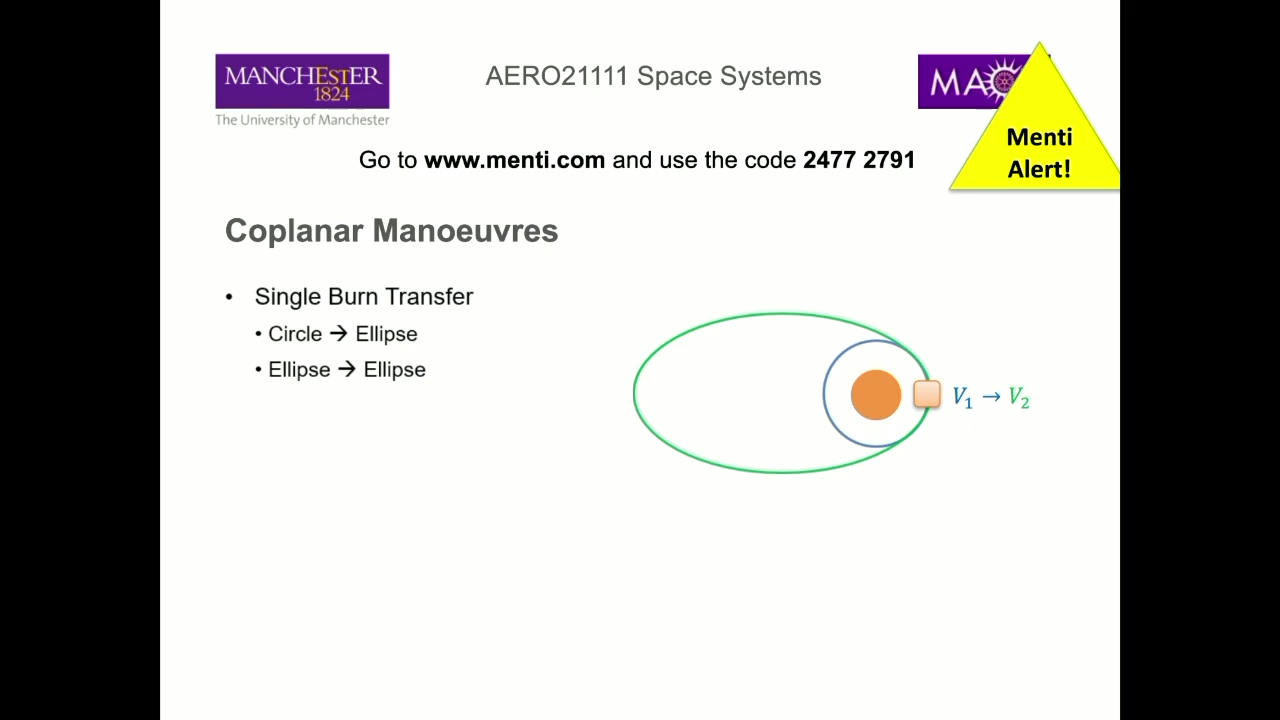 MANCHEStER
1824
The University of Manchester
AERO21111 Space Systems
Menti
Alert!
Go to www.menti.com and use the code 2477 2791
Coplanar Manoeuvres
• Single Burn Transfer
• Circle → Ellipse
• Ellipse → Ellipse
V₁ → V₂